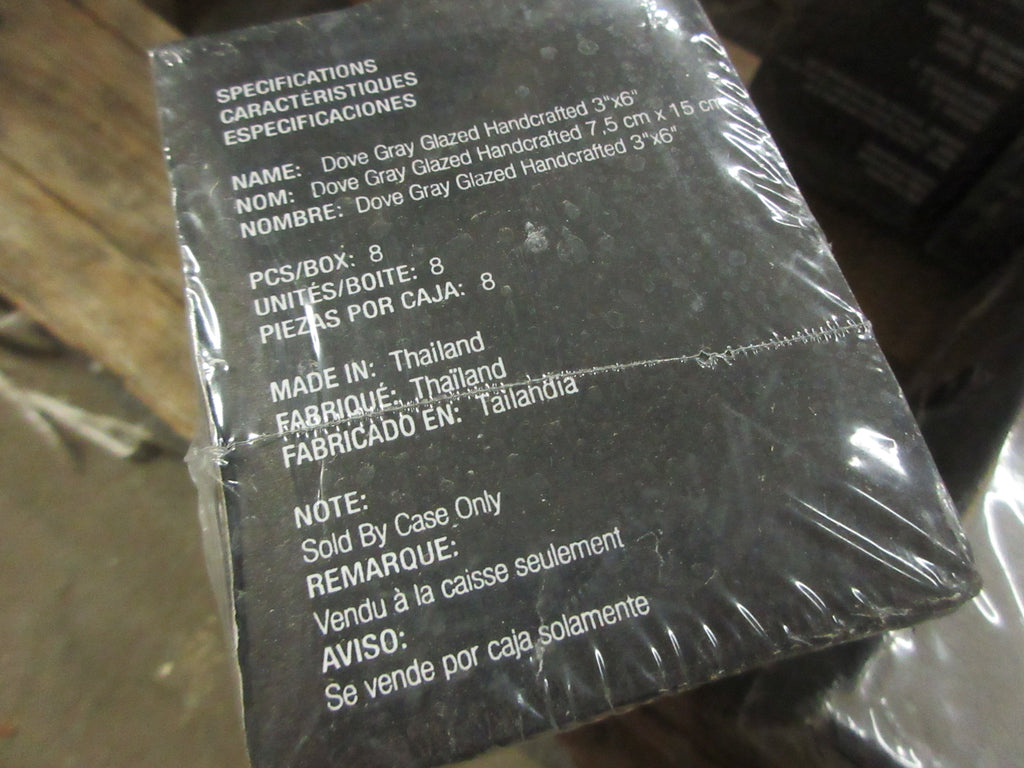 SPECIFICATIONS
CARACTÉRISTIQUES
ESPECIFICACIONES
NAME: Dove Gray Glazed Handcrafted 3"x6"
NOM: Dove Gray Glazed Handcrafted 7,5 cm x 15 cm
NOMBRE: Dove Gray Glazed Handcrafted 3"x6"
PCS/BOX: 8
UNITÉS/BOITE: 8
PIEZAS POR CAJA: 8
MADE IN: Thailand
FABRIQUÉ: Thaïland
FABRICADO EN: Tailandia
NOTE:
Sold By Case Only
REMARQUE:
Vendu à la caisse seulement
AVISO:
Se vende por caja solamente